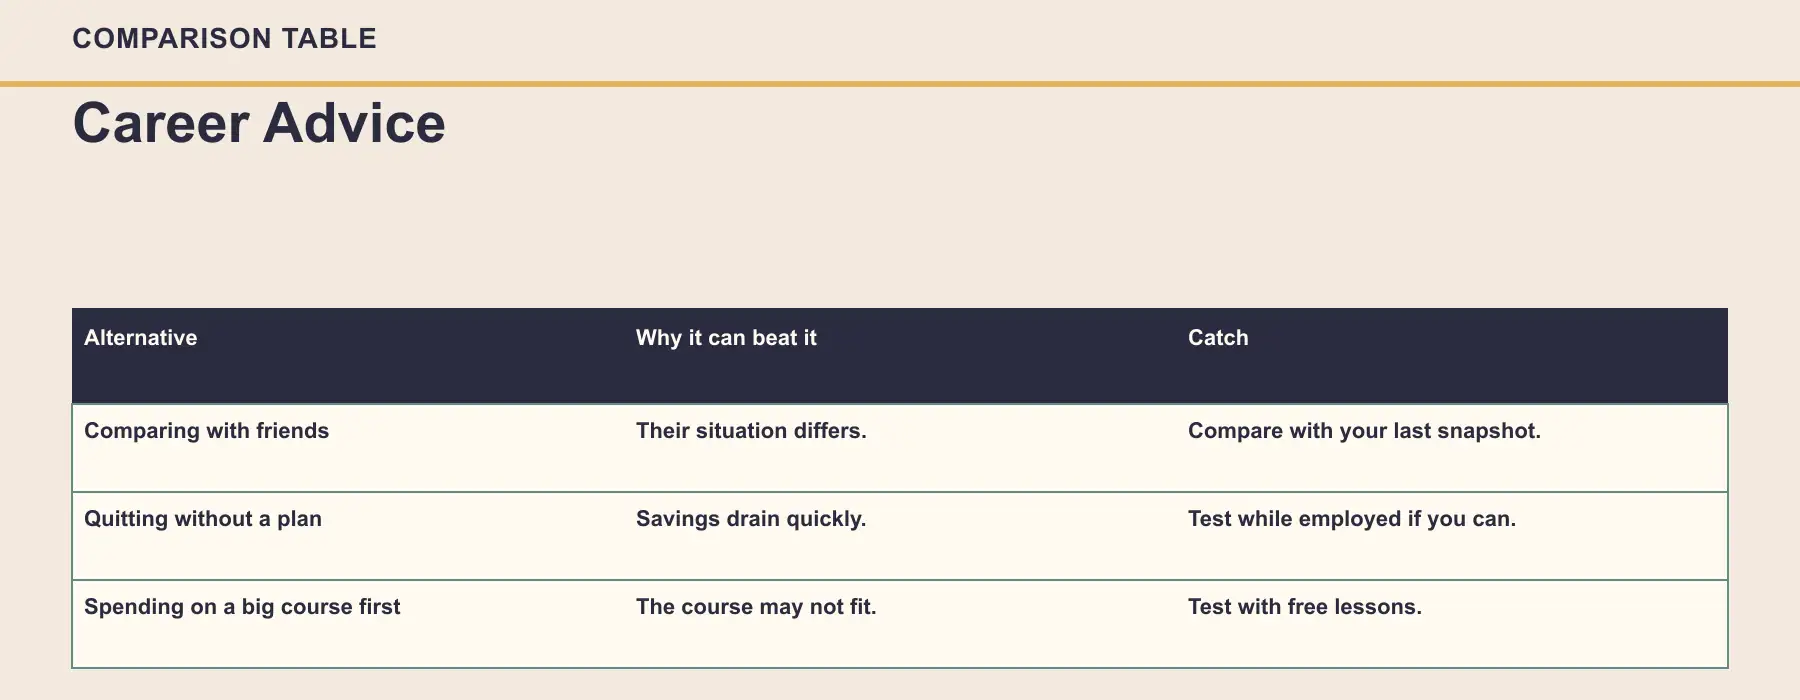 COMPARISON TABLE
Career Advice
Alternative Why it can beat it Catch
Comparing with friends Their situation differs. Compare with your last snapshot.
Quitting without a plan Savings drain quickly. Test while employed if you can.
Spending on a big course first The course may not fit. Test with free lessons.